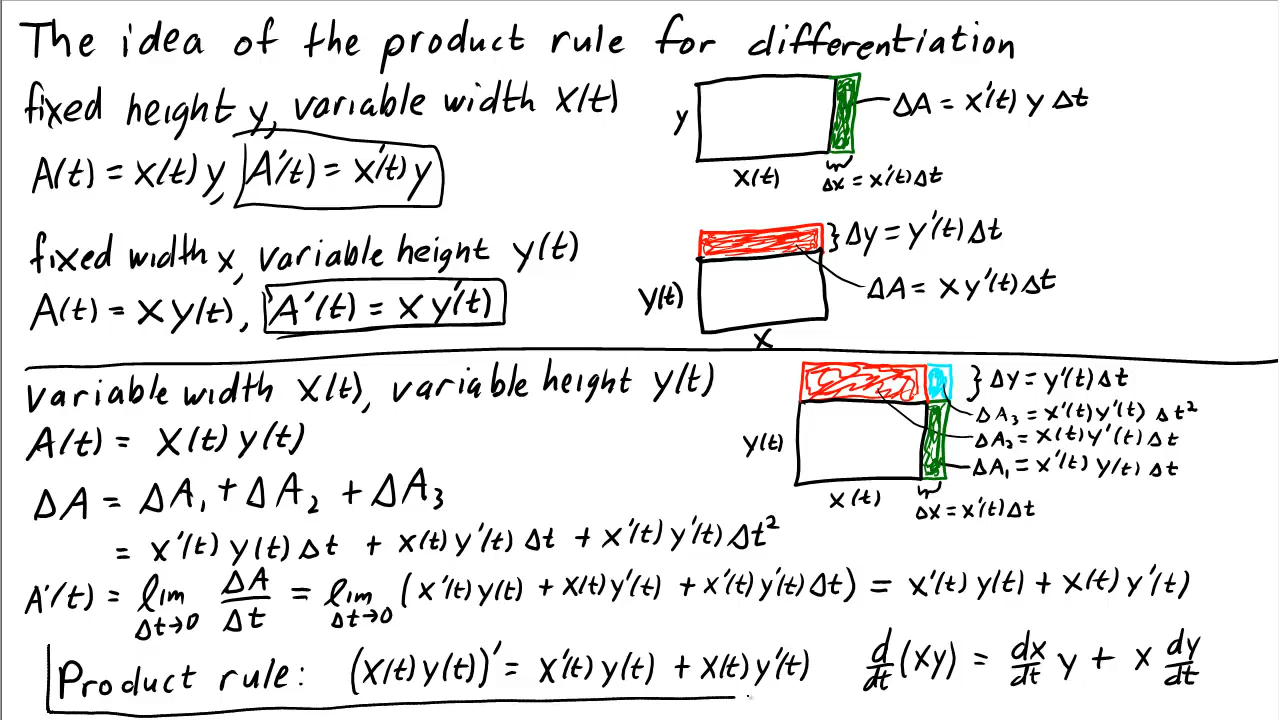 The idea of the product rule for differentiation
fixed height y, variable width x(t)
A(t) = x(t) y, A'(t) = x'(t) y
y
x(t)
ΔA = x'(t) y Δt
Δx = x'(t) Δt
fixed width x, variable height y(t)
A(t) = x y(t), A'(t) = x y'(t)
y(t)
x
} Δy = y'(t) Δt
ΔA = x y'(t) Δt
variable width x(t), variable height y(t)
A(t) = x(t) y(t)
ΔA = ΔA₁ + ΔA₂ + ΔA₃
= x'(t) y(t) Δt + x(t) y'(t) Δt + x'(t) y'(t) Δt²
y(t)
x(t)
} Δy = y'(t) Δt
ΔA₃ = x'(t) y'(t) Δt²
ΔA₂ = x(t) y'(t) Δt
ΔA₁ = x'(t) y(t) Δt
Δx = x'(t) Δt
A'(t) = lim Δt→0 ΔA/Δt = lim Δt→0 (x'(t) y(t) + x(t) y'(t) + x'(t) y'(t) Δt) = x'(t) y(t) + x(t) y'(t)
Product rule: (x(t) y(t))' = x'(t) y(t) + x(t) y'(t) d/dt (xy) = dx/dt y + x dy/dt